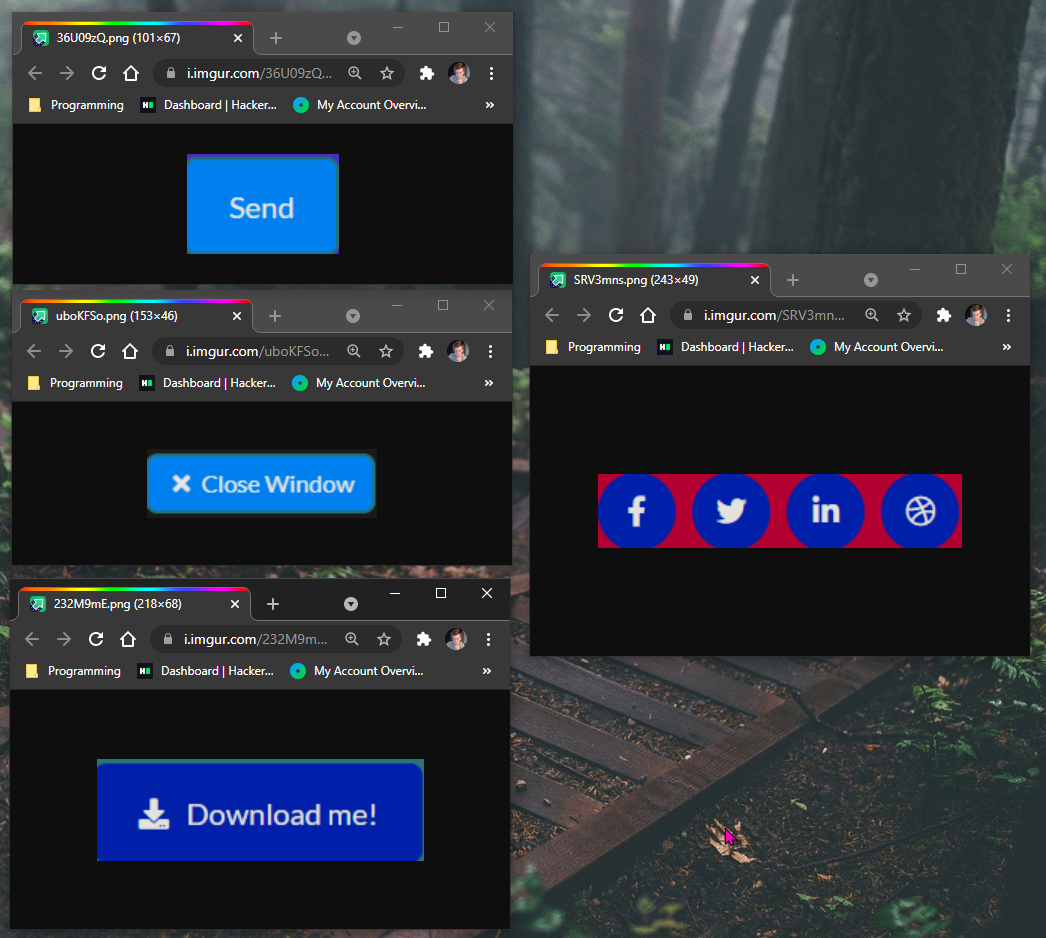 36U09zQ.png (101×67)
i.imgur.com/36U09zQ...
Programming
Dashboard | Hacker...
My Account Overvi...
Send
uboKFSo.png (153×46)
i.imgur.com/uboKFSo...
Programming
Dashboard | Hacker...
My Account Overvi...
Close Window
232M9mE.png (218×68)
i.imgur.com/232M9m...
Programming
Dashboard | Hacker...
My Account Overvi...
Download me!
SRV3mns.png (243×49)
i.imgur.com/SRV3mn...
Programming
Dashboard | Hacker...
My Account Overvi...